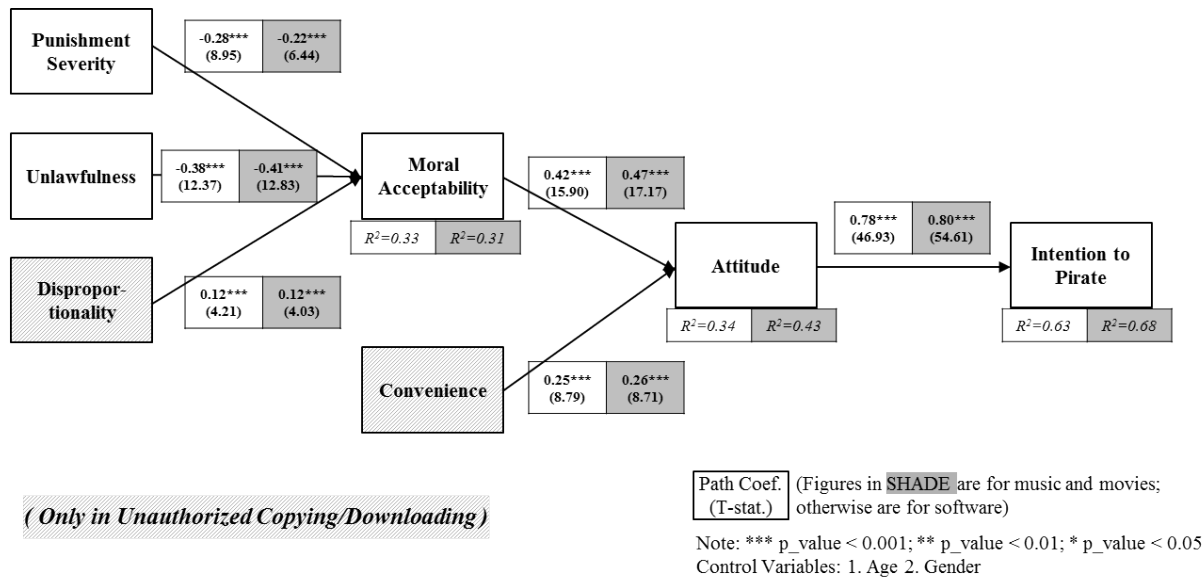 Punishment
Severity
-0.28*** -0.22***
(8.95) (6.44)
Unlawfulness
-0.38*** -0.41***
(12.37) (12.83)
Moral
Acceptability
R²=0.33 R²=0.31
0.42*** 0.47***
(15.90) (17.17)
Dispropor-
tionality
0.12*** 0.12***
(4.21) (4.03)
Attitude
R²=0.34 R²=0.43
0.78*** 0.80***
(46.93) (54.61)
Intention to
Pirate
R²=0.63 R²=0.68
Convenience
0.25*** 0.26***
(8.79) (8.71)
( Only in Unauthorized Copying/Downloading )
Path Coef.
(T-stat.)
(Figures in SHADE are for music and movies;
otherwise are for software)
Note: *** p_value < 0.001; ** p_value < 0.01; * p_value < 0.05
Control Variables: 1. Age 2. Gender